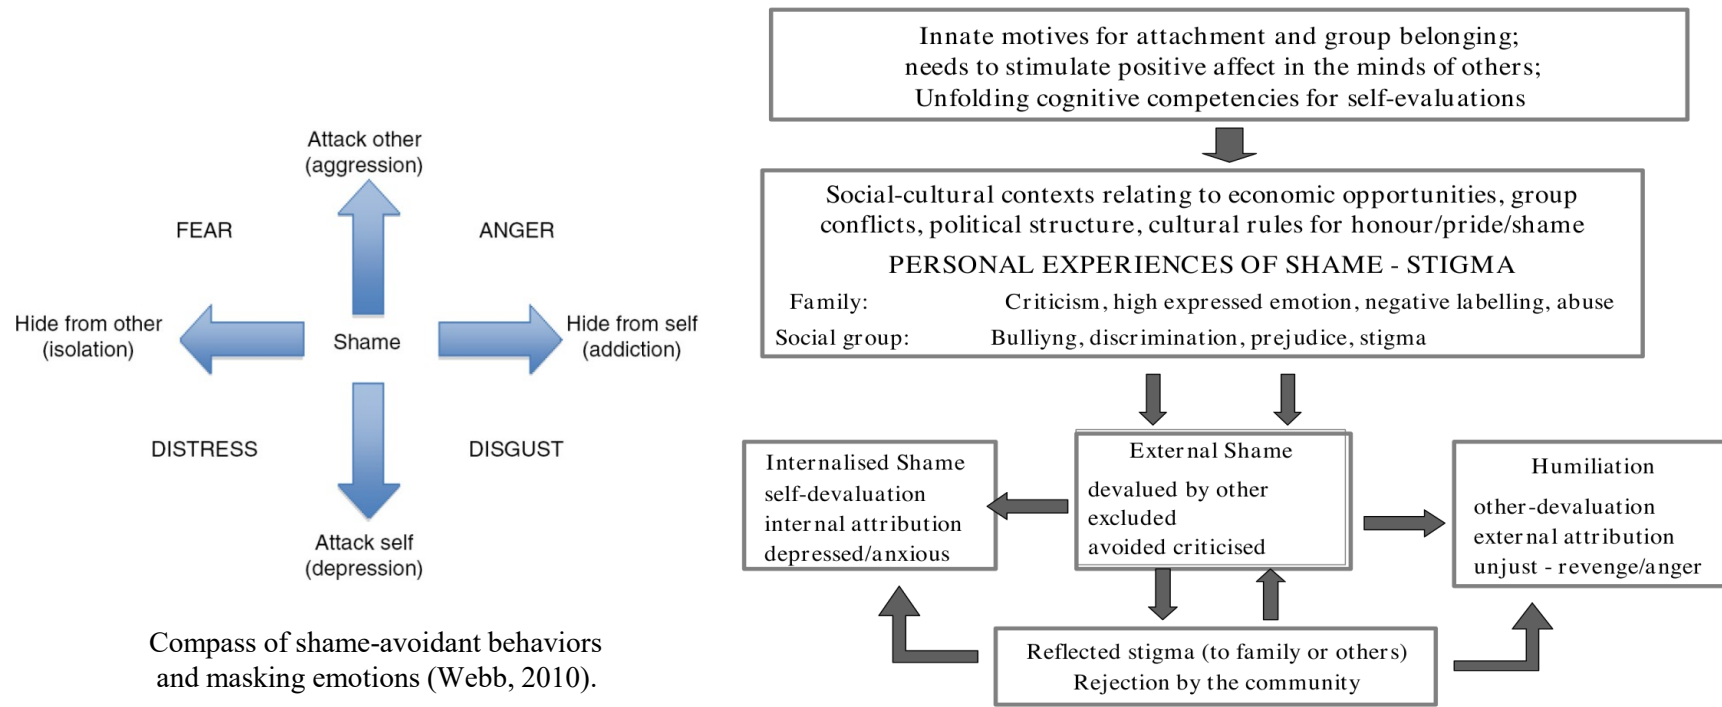 Attack other
(aggression)
FEAR
ANGER
Hide from other
(isolation)
Shame
Hide from self
(addiction)
DISTRESS
DISGUST
Attack self
(depression)
Compass of shame-avoidant behaviors
and masking emotions (Webb, 2010).
Innate motives for attachment and group belonging;
needs to stimulate positive affect in the minds of others;
Unfolding cognitive competencies for self-evaluations
Social-cultural contexts relating to economic opportunities, group
conflicts, political structure, cultural rules for honour/pride/shame
PERSONAL EXPERIENCES OF SHAME - STIGMA
Family: Criticism, high expressed emotion, negative labelling, abuse
Social group: Bulliyng, discrimination, prejudice, stigma
Internalised Shame
self-devaluation
internal attribution
depressed/anxious
External Shame
devalued by other
excluded
avoided criticised
Humiliation
other-devaluation
external attribution
unjust - revenge/anger
Reflected stigma (to family or others)
Rejection by the community